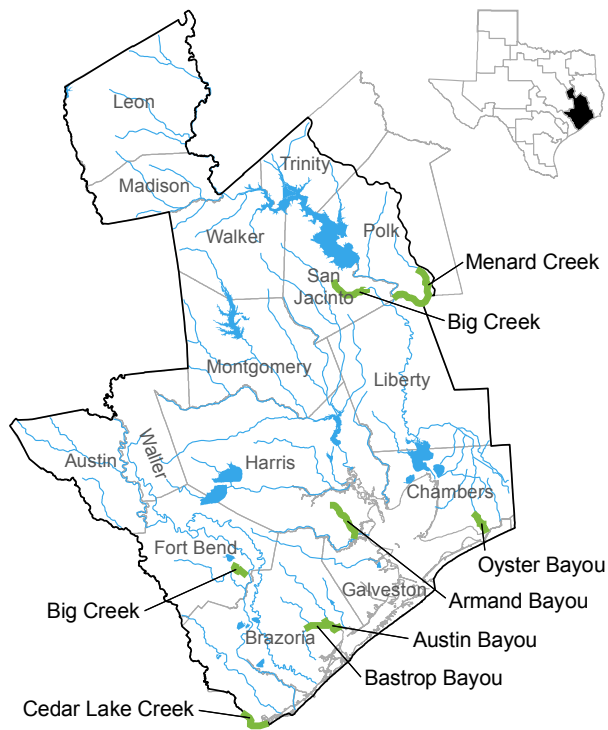 Leon
Madison
Trinity
Walker
Polk
Menard Creek
San
Jacinto
Big Creek
Montgomery
Liberty
Waller
Austin
Harris
Chambers
Fort Bend
Oyster Bayou
Galveston
Armand Bayou
Big Creek
Brazoria
Austin Bayou
Bastrop Bayou
Cedar Lake Creek